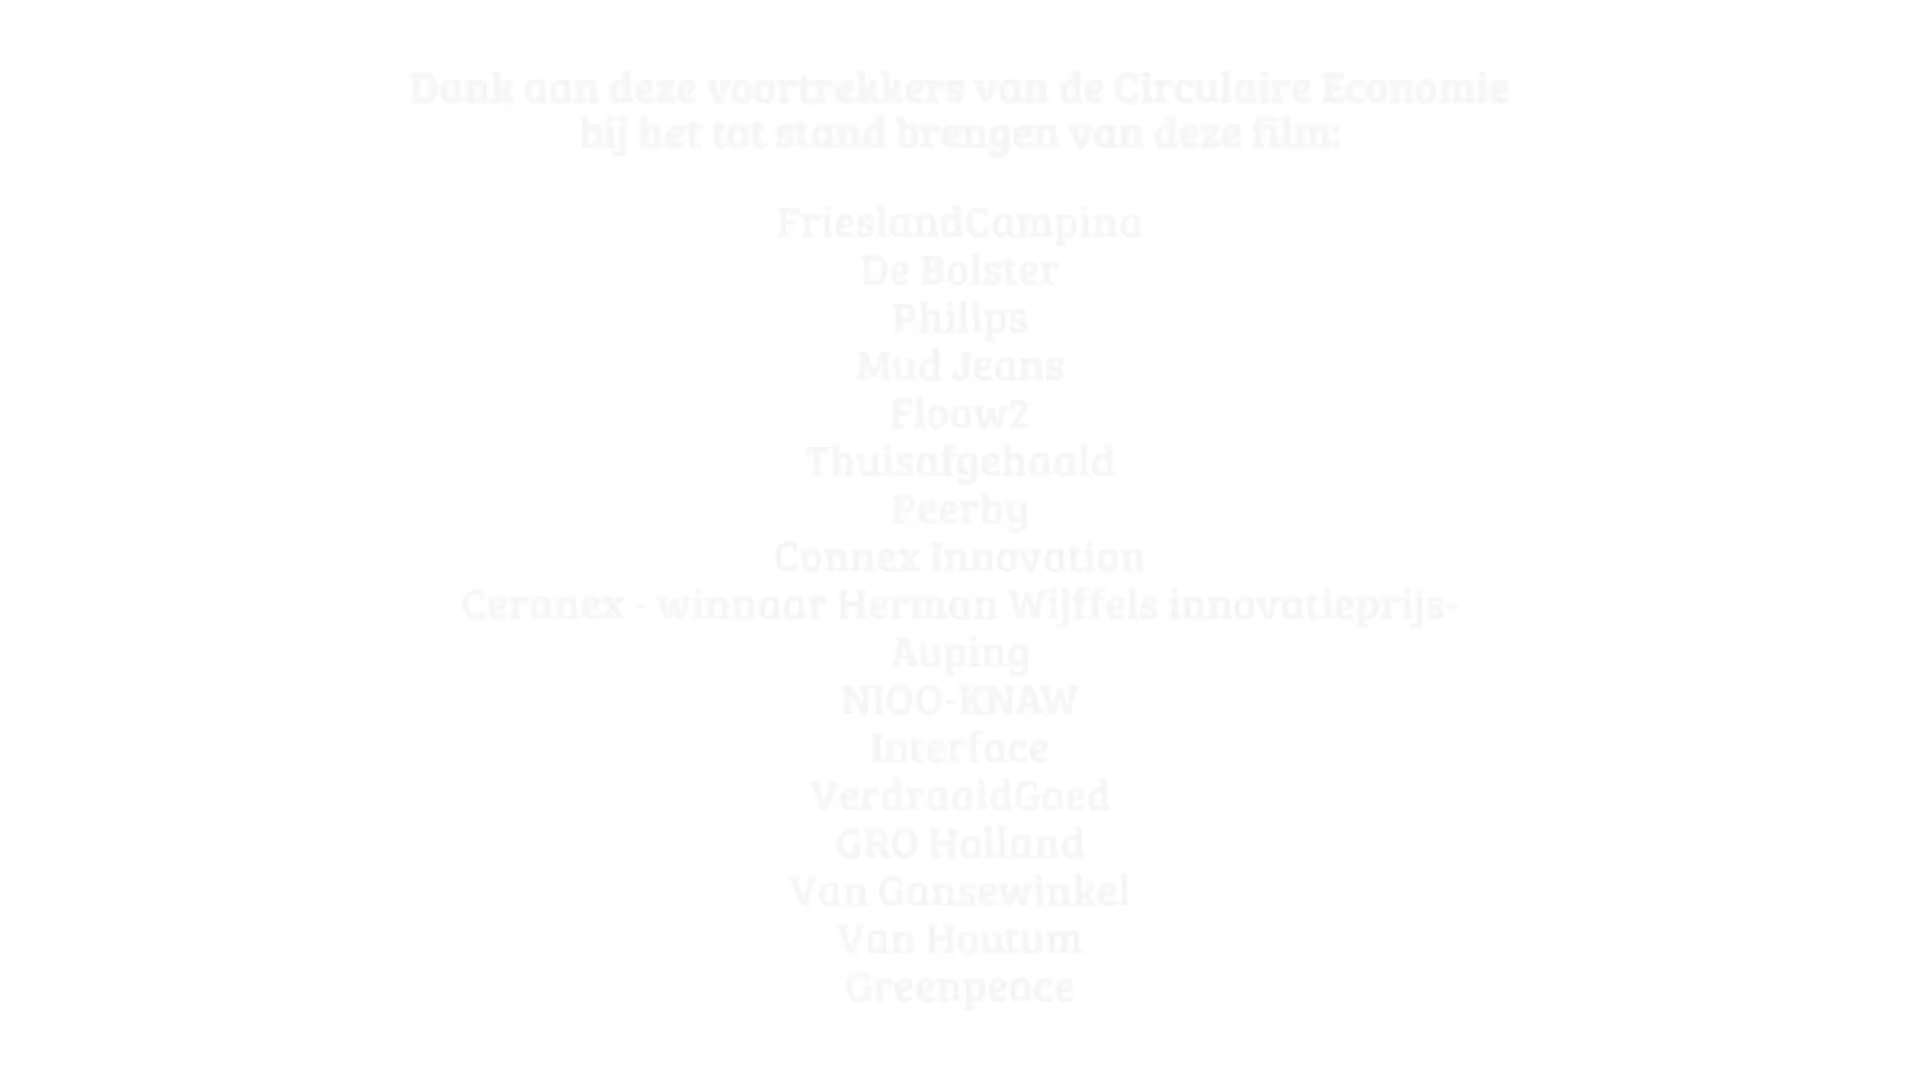 Dank aan deze voortrekkers van de Circulaire Economie
bij het tot stand brengen van deze film:
FrieslandCampina
De Bolster
Philips
Mud Jeans
Floow2
Thuisafgehaald
Peerby
Connex Innovation
Ceranex - winnaar Herman Wijffels innovatieprijs-
Auping
NIOO-KNAW
Interface
VerdraaidGoed
GRO Holland
Van Gansewinkel
Van Houtum
Greenpeace